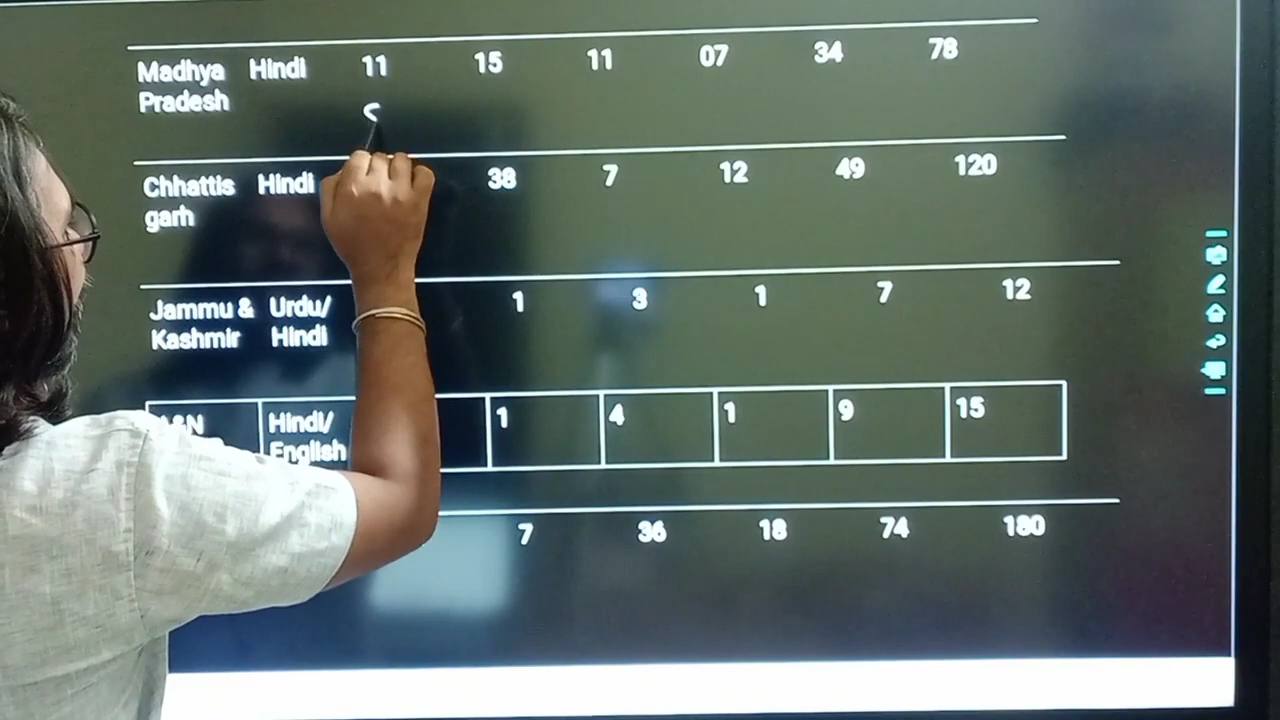 Madhya Hindi 11 15 11 07 34 78
Pradesh
Chhattis Hindi 38 7 12 49 120
garh
Jammu & Urdu/ 1 3 1 7 12
Kashmir Hindi
&N Hindi/ 1 4 1 9 15
English
7 36 18 74 180